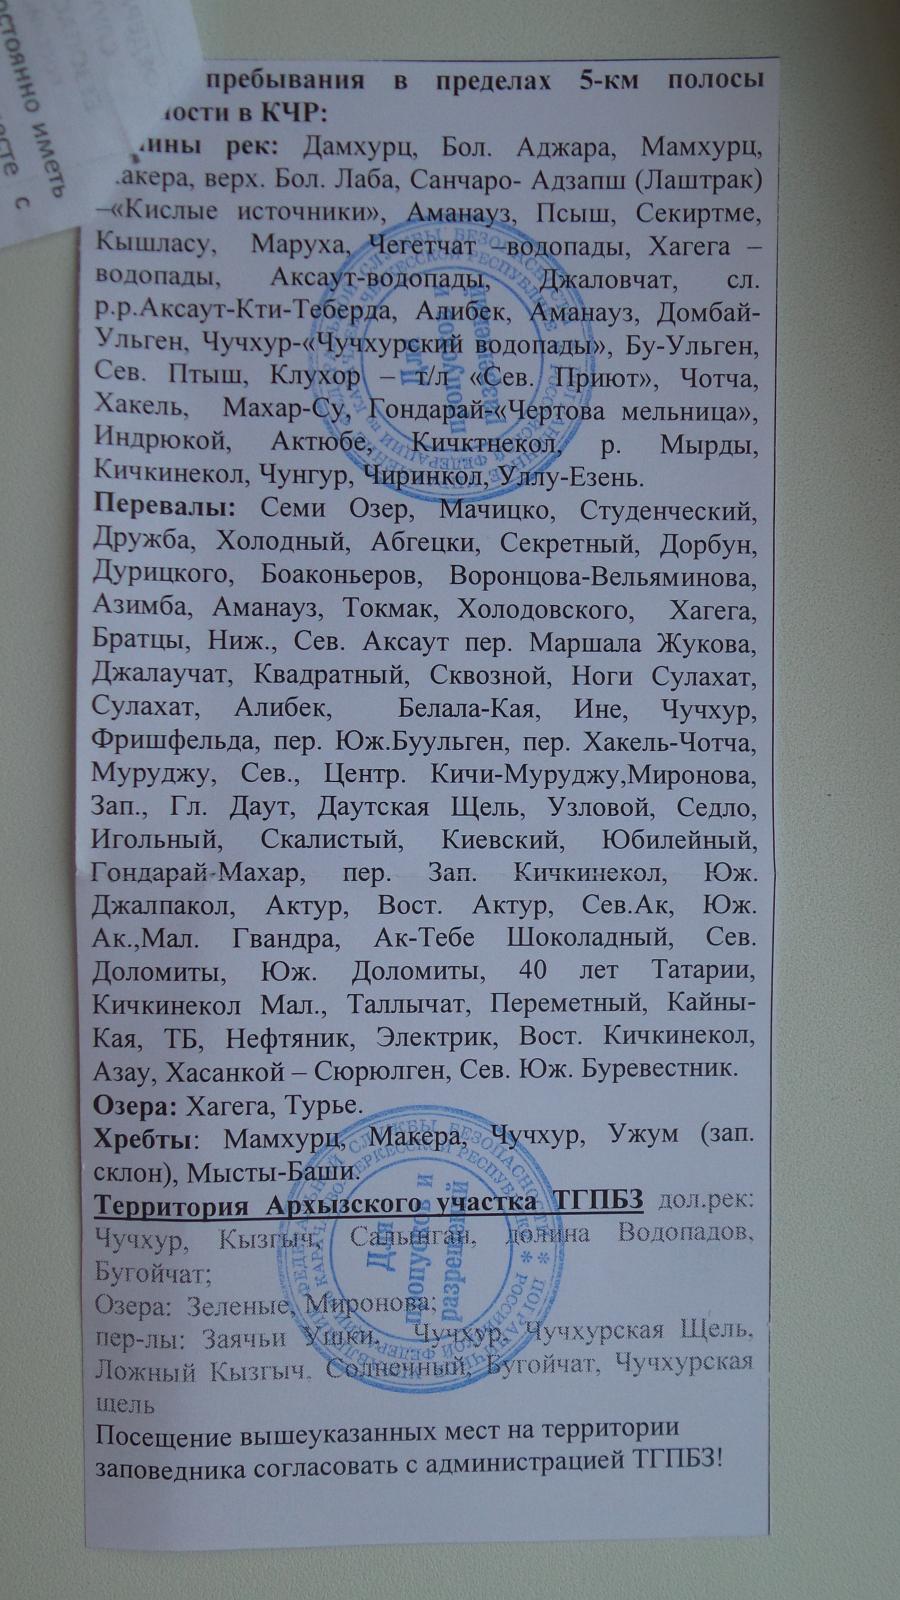 остоянно иметь
есте с
пребывания в пределах 5-км полосы
ности в КЧР:
ины рек: Дамхурц, Бол. Аджара, Мамхурц,
акера, верх. Бол. Лаба, Санчаро- Адзапш (Лаштрак)
–«Кислые источники», Аманауз, Псыш, Секиртме,
Кышласу, Маруха, Чегетчат –водопады, Хагега –
водопады, Аксаут-водопады, Джаловчат, сл.
р.р.Аксаут-Кти-Теберда, Алибек, Аманауз, Домбай-
Ульген, Чучхур-«Чучхурский водопады», Бу-Ульген,
Сев. Птыш, Клухор – т/л «Сев. Приют», Чотча,
Хакель, Махар-Су, Гондарай-«Чертова мельница»,
Индрюкой, Актюбе, Кичктнекол, р. Мырды,
Кичкинекол, Чунгур, Чиринкол, Уллу-Езень.
Перевалы: Семи Озер, Мачицко, Студенческий,
Дружба, Холодный, Абгецки, Секретный, Дорбун,
Дурицкого, Боаконьеров, Воронцова-Вельяминова,
Азимба, Аманауз, Токмак, Холодовского, Хагега,
Братцы, Ниж., Сев. Аксаут пер. Маршала Жукова,
Джалаучат, Квадратный, Сквозной, Ноги Сулахат,
Сулахат, Алибек, Белала-Кая, Ине, Чучхур,
Фришфельда, пер. Юж.Буульген, пер. Хакель-Чотча,
Муруджу, Сев., Центр. Кичи-Муруджу,Миронова,
Зап., Гл. Даут, Даутская Щель, Узловой, Седло,
Игольный, Скалистый, Киевский, Юбилейный,
Гондарай-Махар, пер. Зап. Кичкинекол, Юж.
Джалпакол, Актур, Вост. Актур, Сев.Ак, Юж.
Ак.,Мал. Гвандра, Ак-Тебе Шоколадный, Сев.
Доломиты, Юж. Доломиты, 40 лет Татарии,
Кичкинекол Мал., Таллычат, Переметный, Кайны-
Кая, ТБ, Нефтяник, Электрик, Вост. Кичкинекол,
Азау, Хасанкой – Сюрюлген, Сев. Юж. Буревестник.
Озера: Хагега, Турье.
Хребты: Мамхурц, Макера, Чучхур, Ужум (зап.
склон), Мысты-Баши.
Территория Архызского участка ТГПБЗ дол.рек:
Чучхур, Кызгыч, Салынган, долина Водопадов,
Бугойчат;
Озера: Зеленые, Миронова;
пер-лы: Заячьи Ушки, Чучхур, Чучхурская Щель,
Ложный Кызгыч, Солнечный, Бугойчат, Чучхурская
щель
Посещение вышеуказанных мест на территории
заповедника согласовать с администрацией ТГПБЗ!
Для
пропусков и
разрешений
Для
пропусков и
разрешений